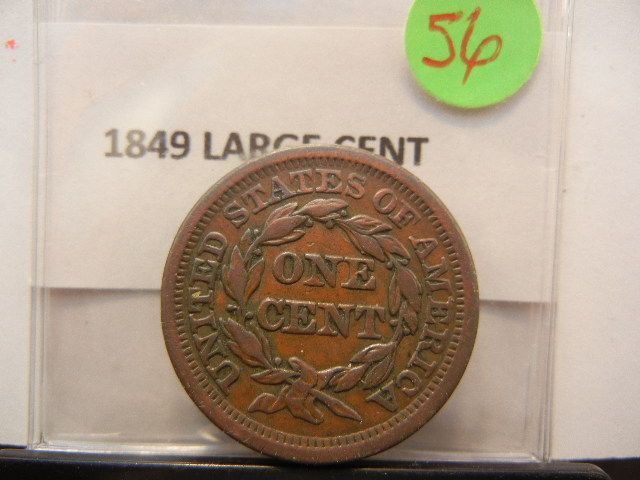 56
1849 LARGE CENT
UNITED STATES OF AMERICA
ONE
CENT